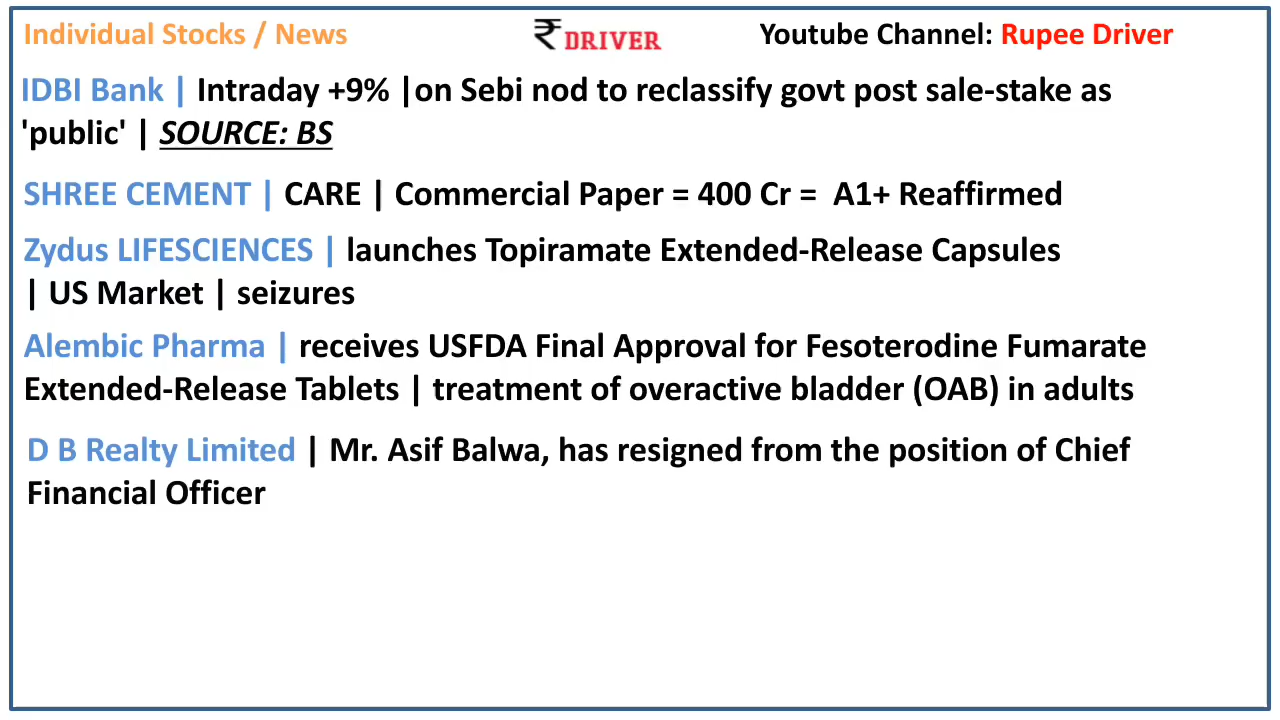 Individual Stocks / News
₹ DRIVER
Youtube Channel: Rupee Driver
IDBI Bank | Intraday +9% |on Sebi nod to reclassify govt post sale-stake as
'public' | SOURCE: BS
SHREE CEMENT | CARE | Commercial Paper = 400 Cr = A1+ Reaffirmed
Zydus LIFESCIENCES | launches Topiramate Extended-Release Capsules
| US Market | seizures
Alembic Pharma | receives USFDA Final Approval for Fesoterodine Fumarate
Extended-Release Tablets | treatment of overactive bladder (OAB) in adults
D B Realty Limited | Mr. Asif Balwa, has resigned from the position of Chief
Financial Officer